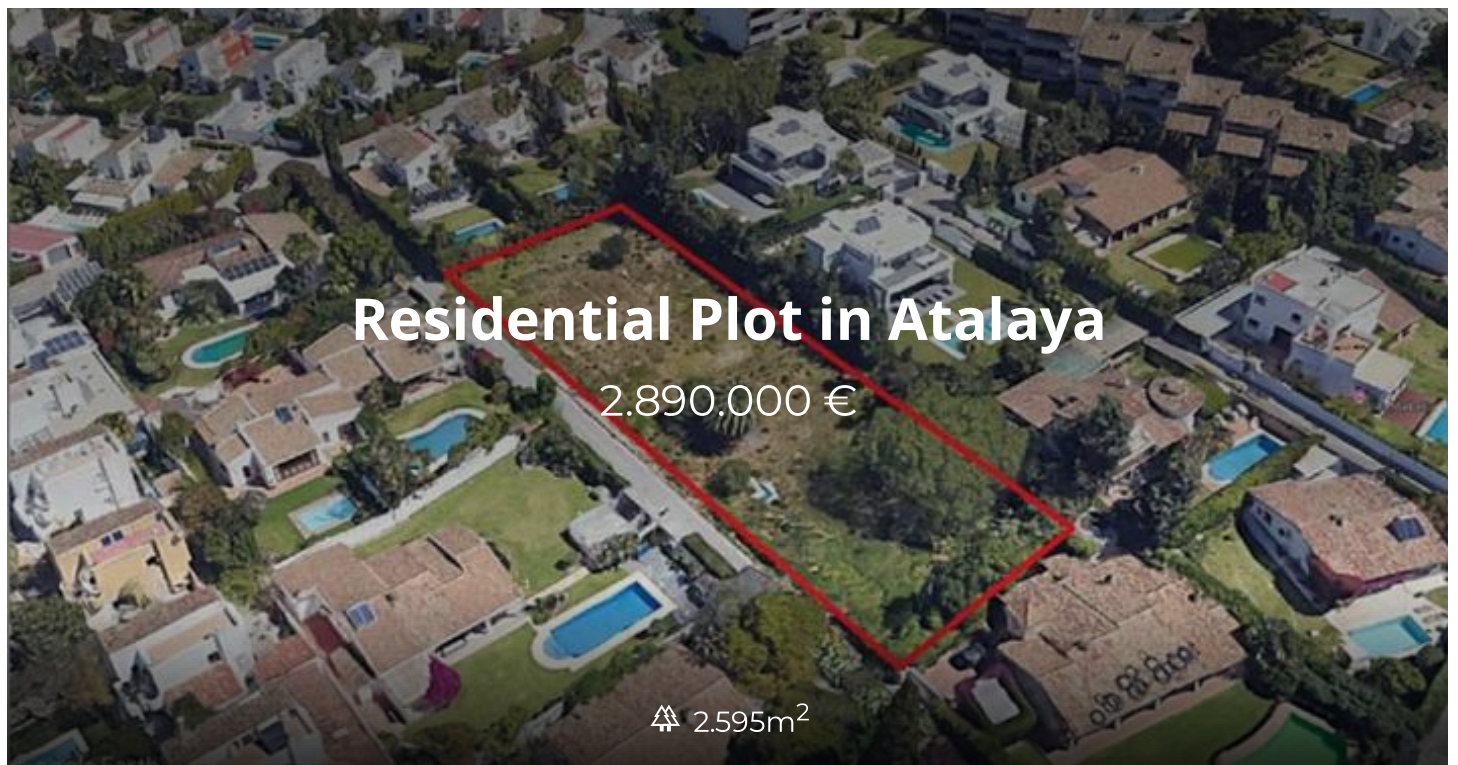 Residential Plot in Atalaya
2.890.000 €
2.595m²